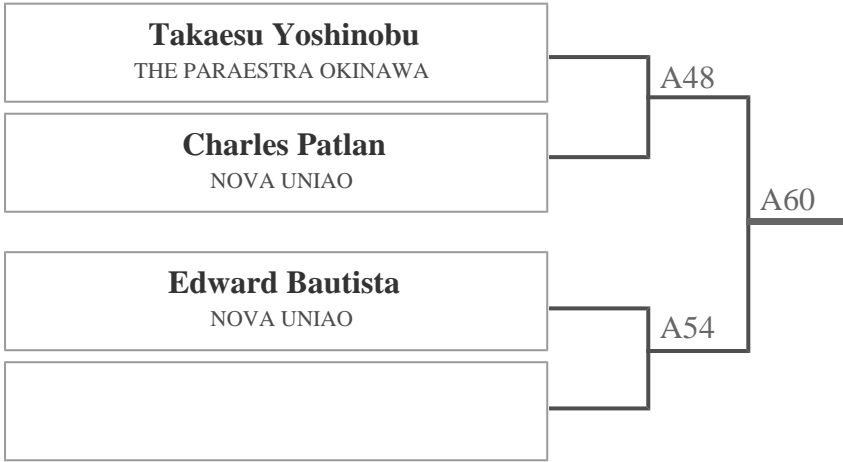 Takaesu Yoshinobu
THE PARAESTRA OKINAWA
A48
Charles Patlan
NOVA UNIAO
A60
Edward Bautista
NOVA UNIAO
A54